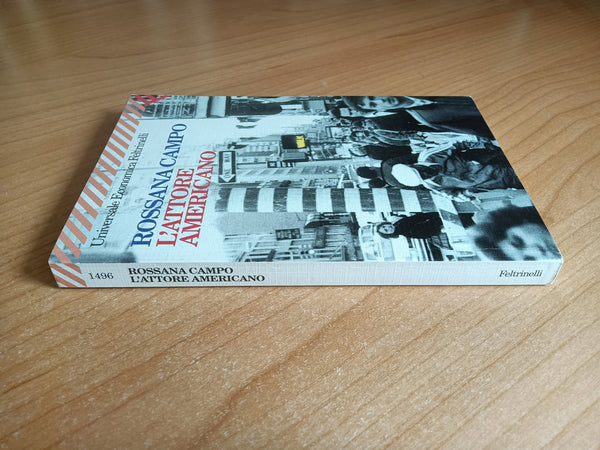 Universale Economica Feltrinelli
ROSSANA CAMPO
L'ATTORE
AMERICANO
1496
ROSSANA CAMPO
L'ATTORE AMERICANO
Feltrinelli